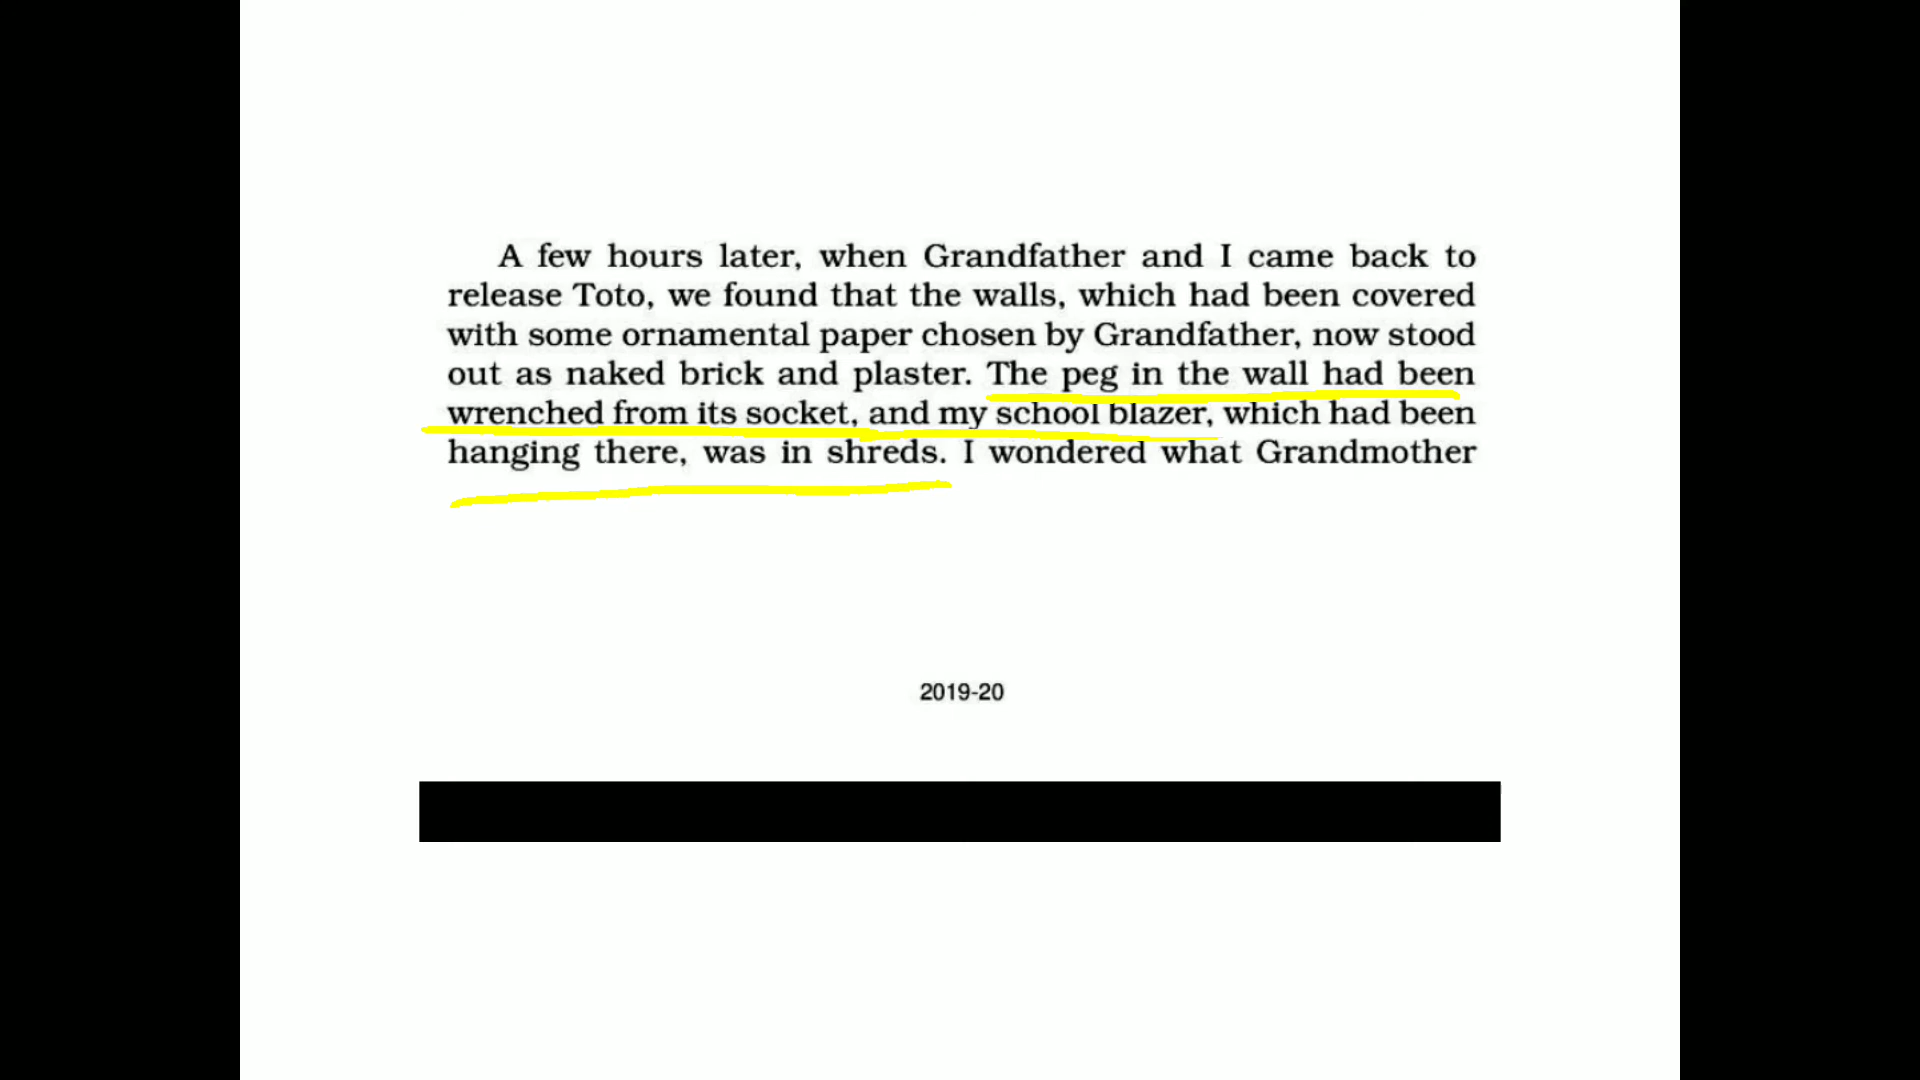 A few hours later, when Grandfather and I came back to
release Toto, we found that the walls, which had been covered
with some ornamental paper chosen by Grandfather, now stood
out as naked brick and plaster. The peg in the wall had been
wrenched from its socket, and my school blazer, which had been
hanging there, was in shreds. I wondered what Grandmother
2019-20